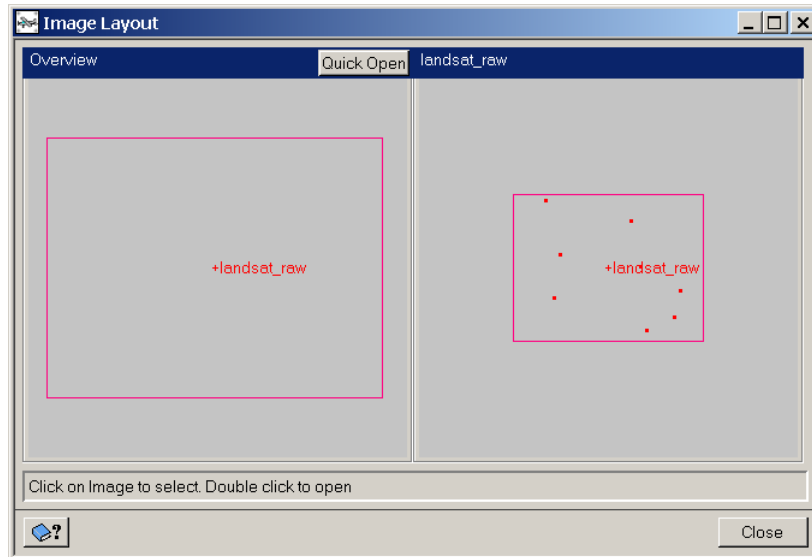 Image Layout
Overview
Quick Open
landsat_raw
+landsat_raw
+landsat_raw
Click on Image to select. Double click to open
?
Close